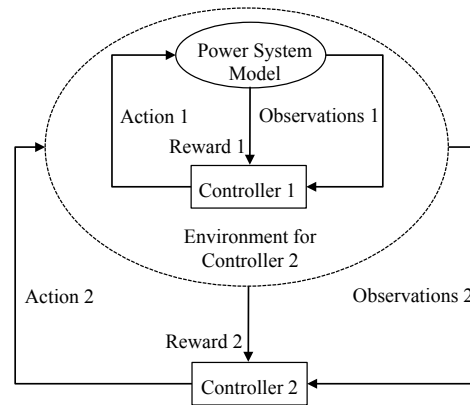 Power System
Model
Action 1
Observations 1
Reward 1
Controller 1
Environment for
Controller 2
Action 2
Observations 2
Reward 2
Controller 2